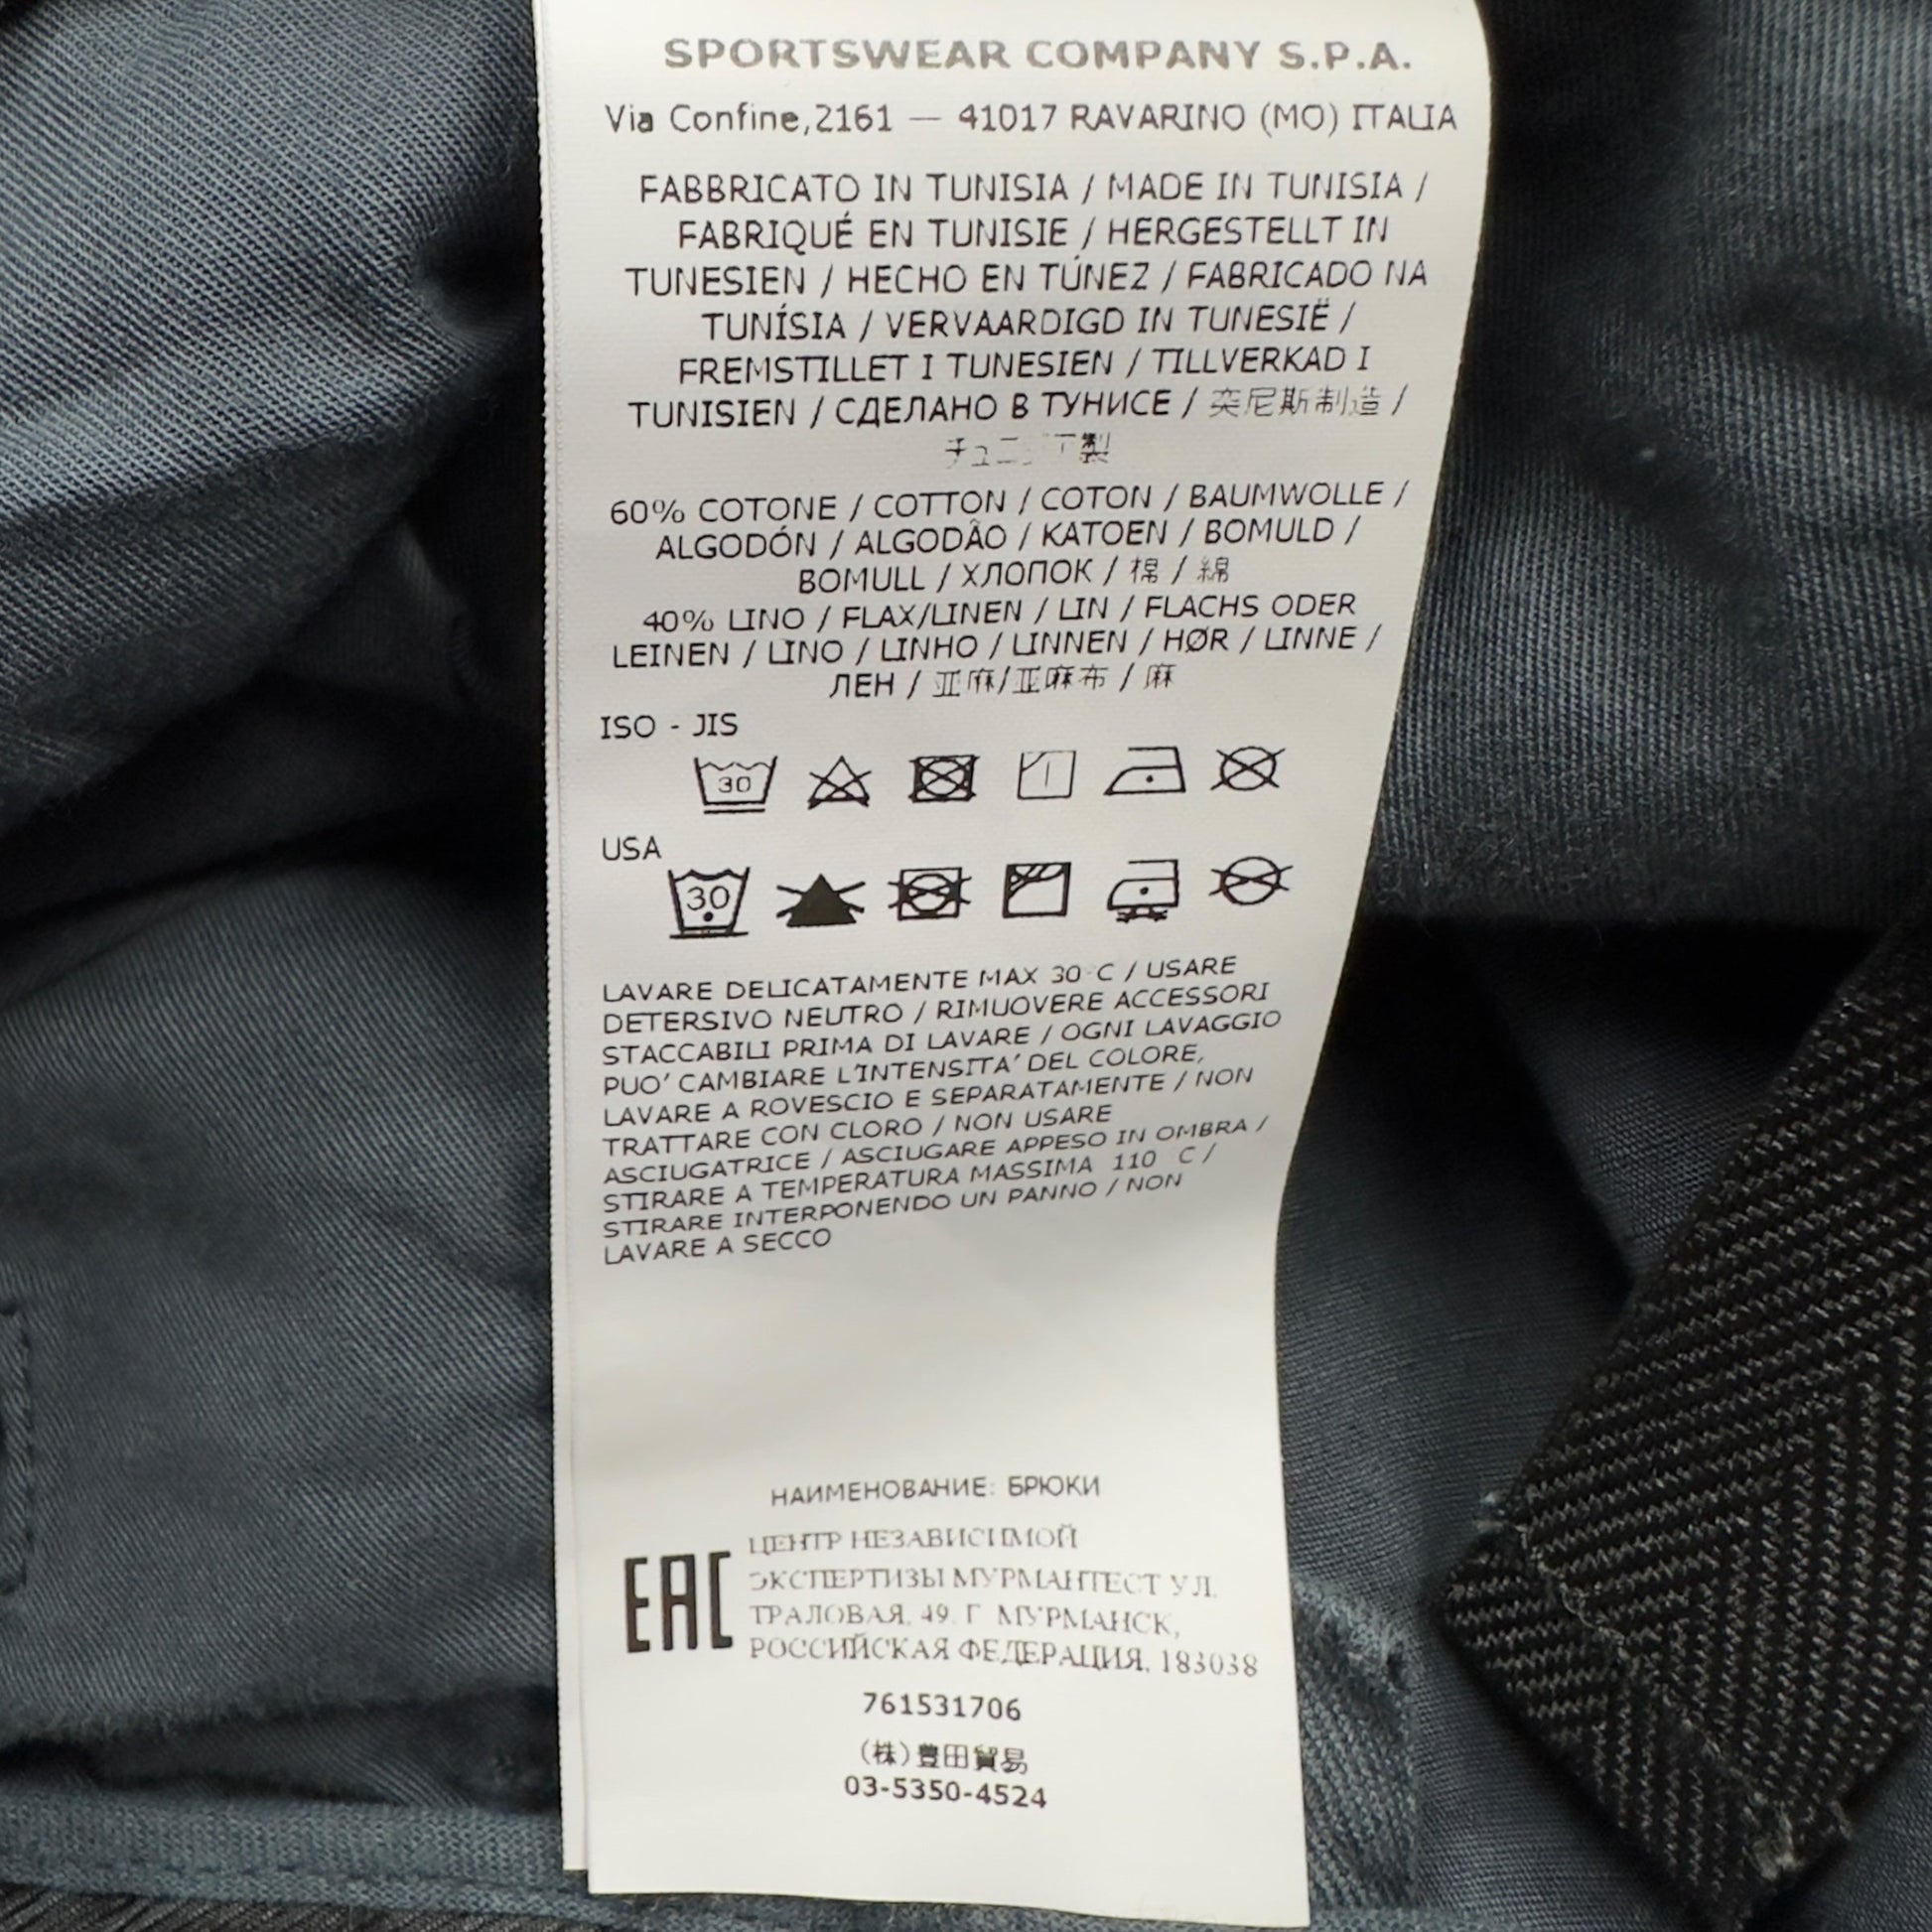 SPORTSWEAR COMPANY S.P.A.
Via Confine,2161 — 41017 RAVARINO (MO) ITALIA
FABBRICATO IN TUNISIA / MADE IN TUNISIA /
FABRIQUÉ EN TUNISIE / HERGESTELLT IN
TUNESIEN / HECHO EN TÚNEZ / FABRICADO NA
TUNÍSIA / VERVAARDIGD IN TUNESIË /
FREMSTILLET I TUNESIEN / TILLVERKAD I
TUNISIEN / СДЕЛАНО В ТУНИСЕ / 突尼斯制造 /
60% COTONE / COTTON / COTON / BAUMWOLLE /
ALGODÓN / ALGODÃO / KATOEN / BOMULD /
BOMULL / ХЛОПОК / 棉 / 綿
40% LINO / FLAX/LINEN / LIN / FLACHS ODER
LEINEN / LINO / LINHO / LINNEN / HØR / LINNE /
ЛЕН / 亚麻/亚麻布 / 麻
ISO - JIS
30
USA
30
LAVARE DELICATAMENTE MAX 30 C / USARE
DETERSIVO NEUTRO / RIMUOVERE ACCESSORI
STACCABILI PRIMA DI LAVARE / OGNI LAVAGGIO
PUO' CAMBIARE L'INTENSITA' DEL COLORE,
LAVARE A ROVESCIO E SEPARATAMENTE / NON
TRATTARE CON CLORO / NON USARE
ASCIUGATRICE / ASCIUGARE APPESO IN OMBRA /
STIRARE A TEMPERATURA MASSIMA 110 C /
STIRARE INTERPONENDO UN PANNO / NON
LAVARE A SECCO
НАИМЕНОВАНИЕ: БРЮКИ
EAC
ЦЕНТР НЕЗАВИСИМОЙ
ЭКСПЕРТИЗЫ МУРМАНТЕСТ УЛ.
ТРАЛОВАЯ, 49, Г МУРМАНСК,
РОССИЙСКАЯ ФЕДЕРАЦИЯ, 183038
761531706
(株)豊田貿易
03-5350-4524